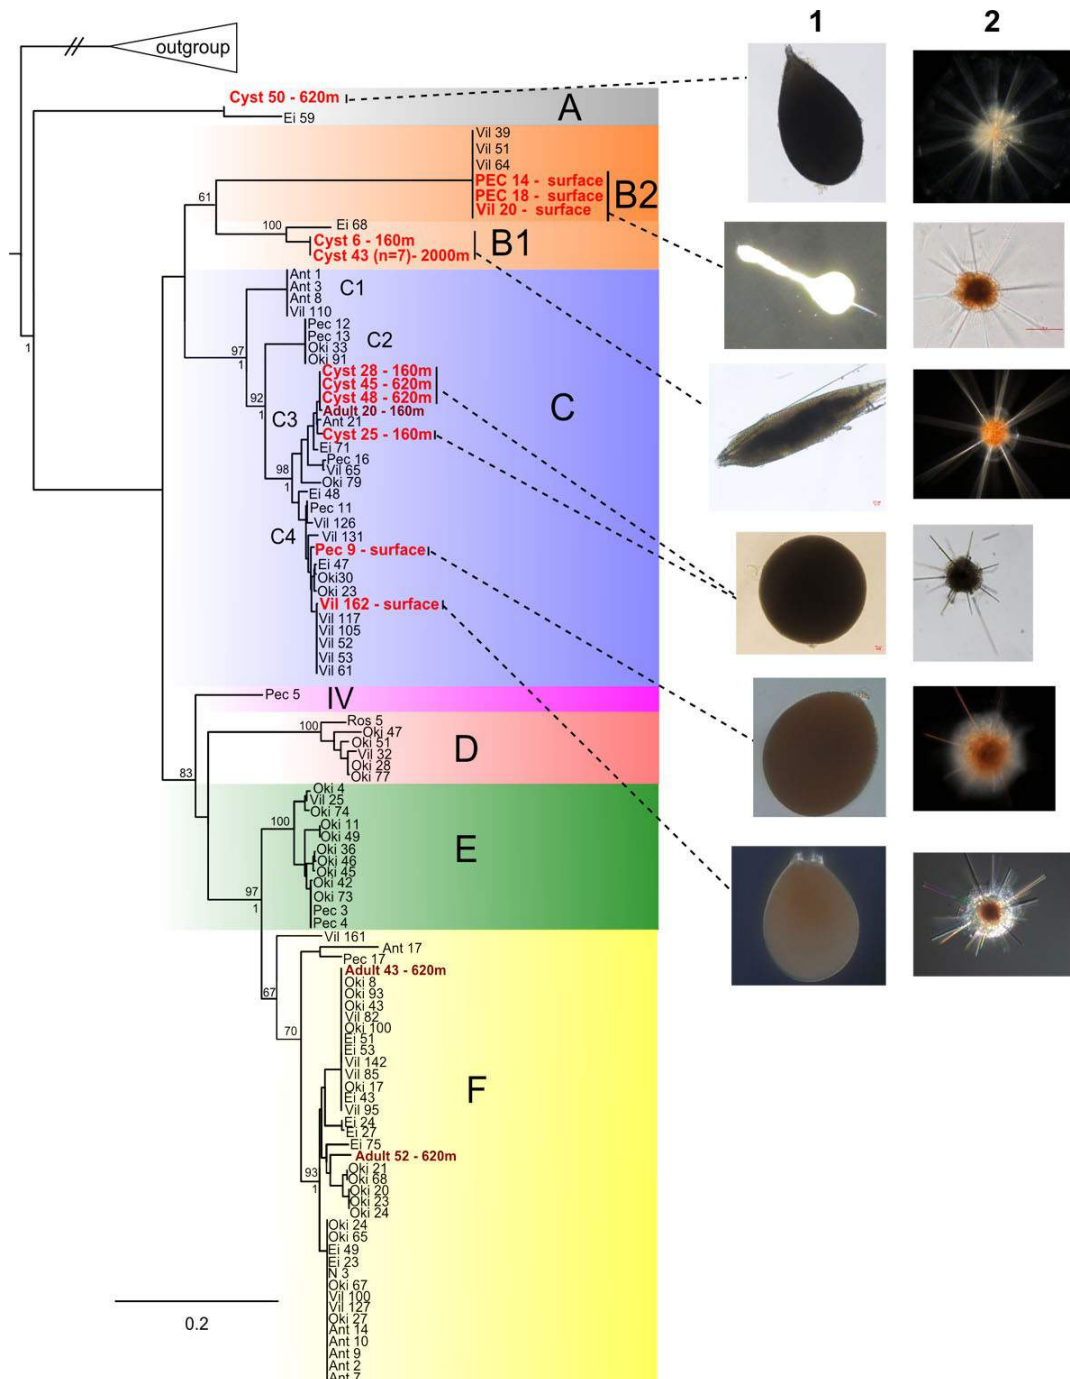 1 2
outgroup
Cyst 50 - 620m
A
Ei 59
Vil 39
Vil 51
Vil 64
PEC 14 - surface
PEC 18 - surface
Vil 20 - surface
B2
61
Ei 68
100
Cyst 6 - 160m
Cyst 43 (n=7)- 2000m
B1
Ant 1
Ant 3
Ant 8
Vil 110
C1
Pec 12
Pec 13
Oki 33
Oki 91
C2
1
97
1
Cyst 28 - 160m
Cyst 45 - 620m
Cyst 48 - 620m
Adult 20 - 160m
Ant 21
Cyst 25 - 160m
C
92
1
C3
Ei 71
Pec 16
Vil 65
Oki 79
98
1
Ei 48
Pec 11
Vil 126
Vil 131
C4
Pec 9 - surface
Ei 47
Oki30
Oki 23
Vil 162 - surface
Vil 117
Vil 105
Vil 52
Vil 53
Vil 61
Pec 5
IV
Ros 5
Oki 47
Oki 51
Vil 32
Oki 28
Oki 77
100
D
83
Oki 4
Vil 25
Oki 74
Oki 11
Oki 49
Oki 36
Oki 46
Oki 45
Oki 42
Oki 73
Pec 3
Pec 4
100
E
97
1
Vil 161
Ant 17
Pec 17
Adult 43 - 620m
Oki 8
Oki 93
Oki 43
Vil 82
Oki 100
Ei 51
Ei 53
Vil 142
Vil 85
Oki 17
Ei 43
Vil 95
67
70
F
Ei 24
Ei 27
Ei 75
Adult 52 - 620m
Oki 21
Oki 68
Oki 20
Oki 23
Oki 24
93
1
Oki 24
Oki 65
Ei 49
Ei 23
N 3
Oki 67
Vil 100
Vil 127
Oki 27
Ant 14
Ant 10
Ant 9
Ant 2
Ant 7
0.2